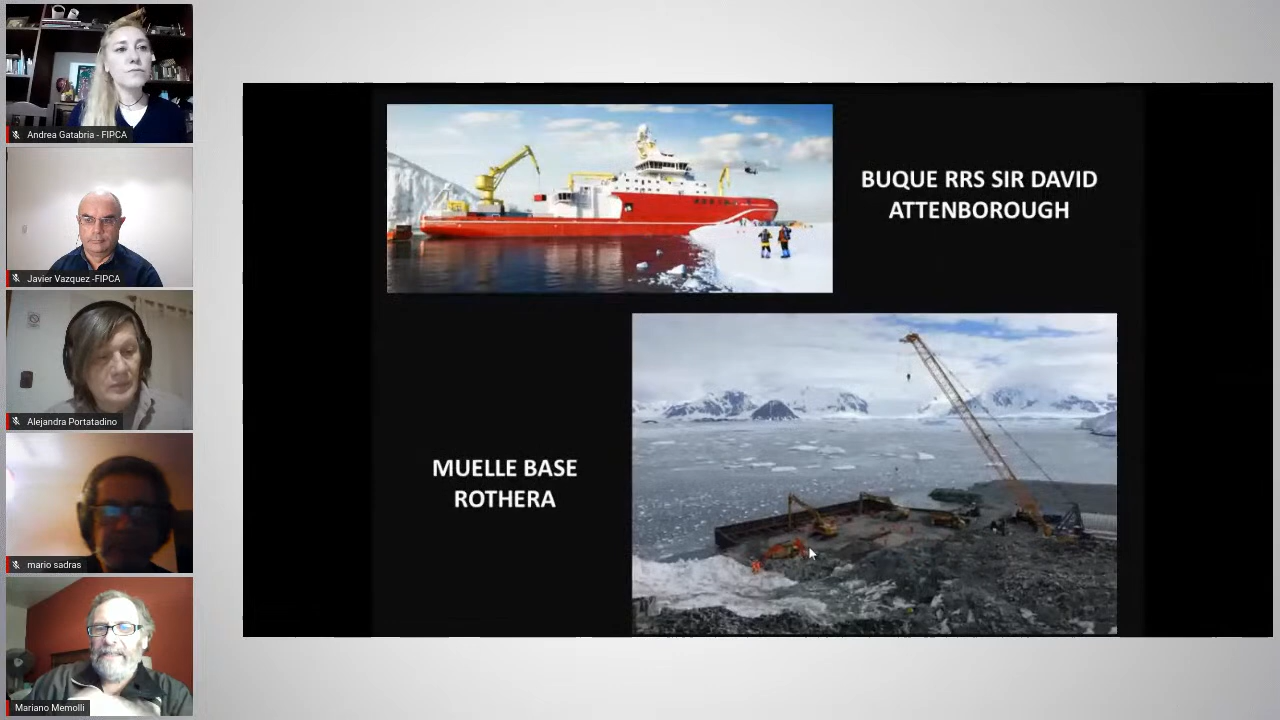 Andrea Gatabria - FIPCA
Javier Vazquez -FIPCA
Alejandra Portatadino
mario sadras
Mariano Memolli
BUQUE RRS SIR DAVID
ATTENBOROUGH
MUELLE BASE
ROTHERA